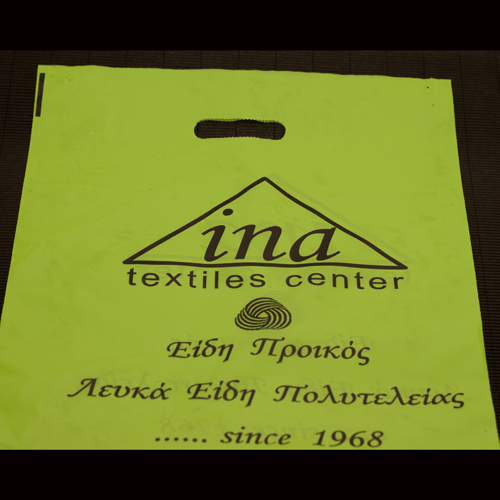 ina
textiles center
Είδη Προικός
Λευκά Είδη Πολυτελείας
...... since 1968